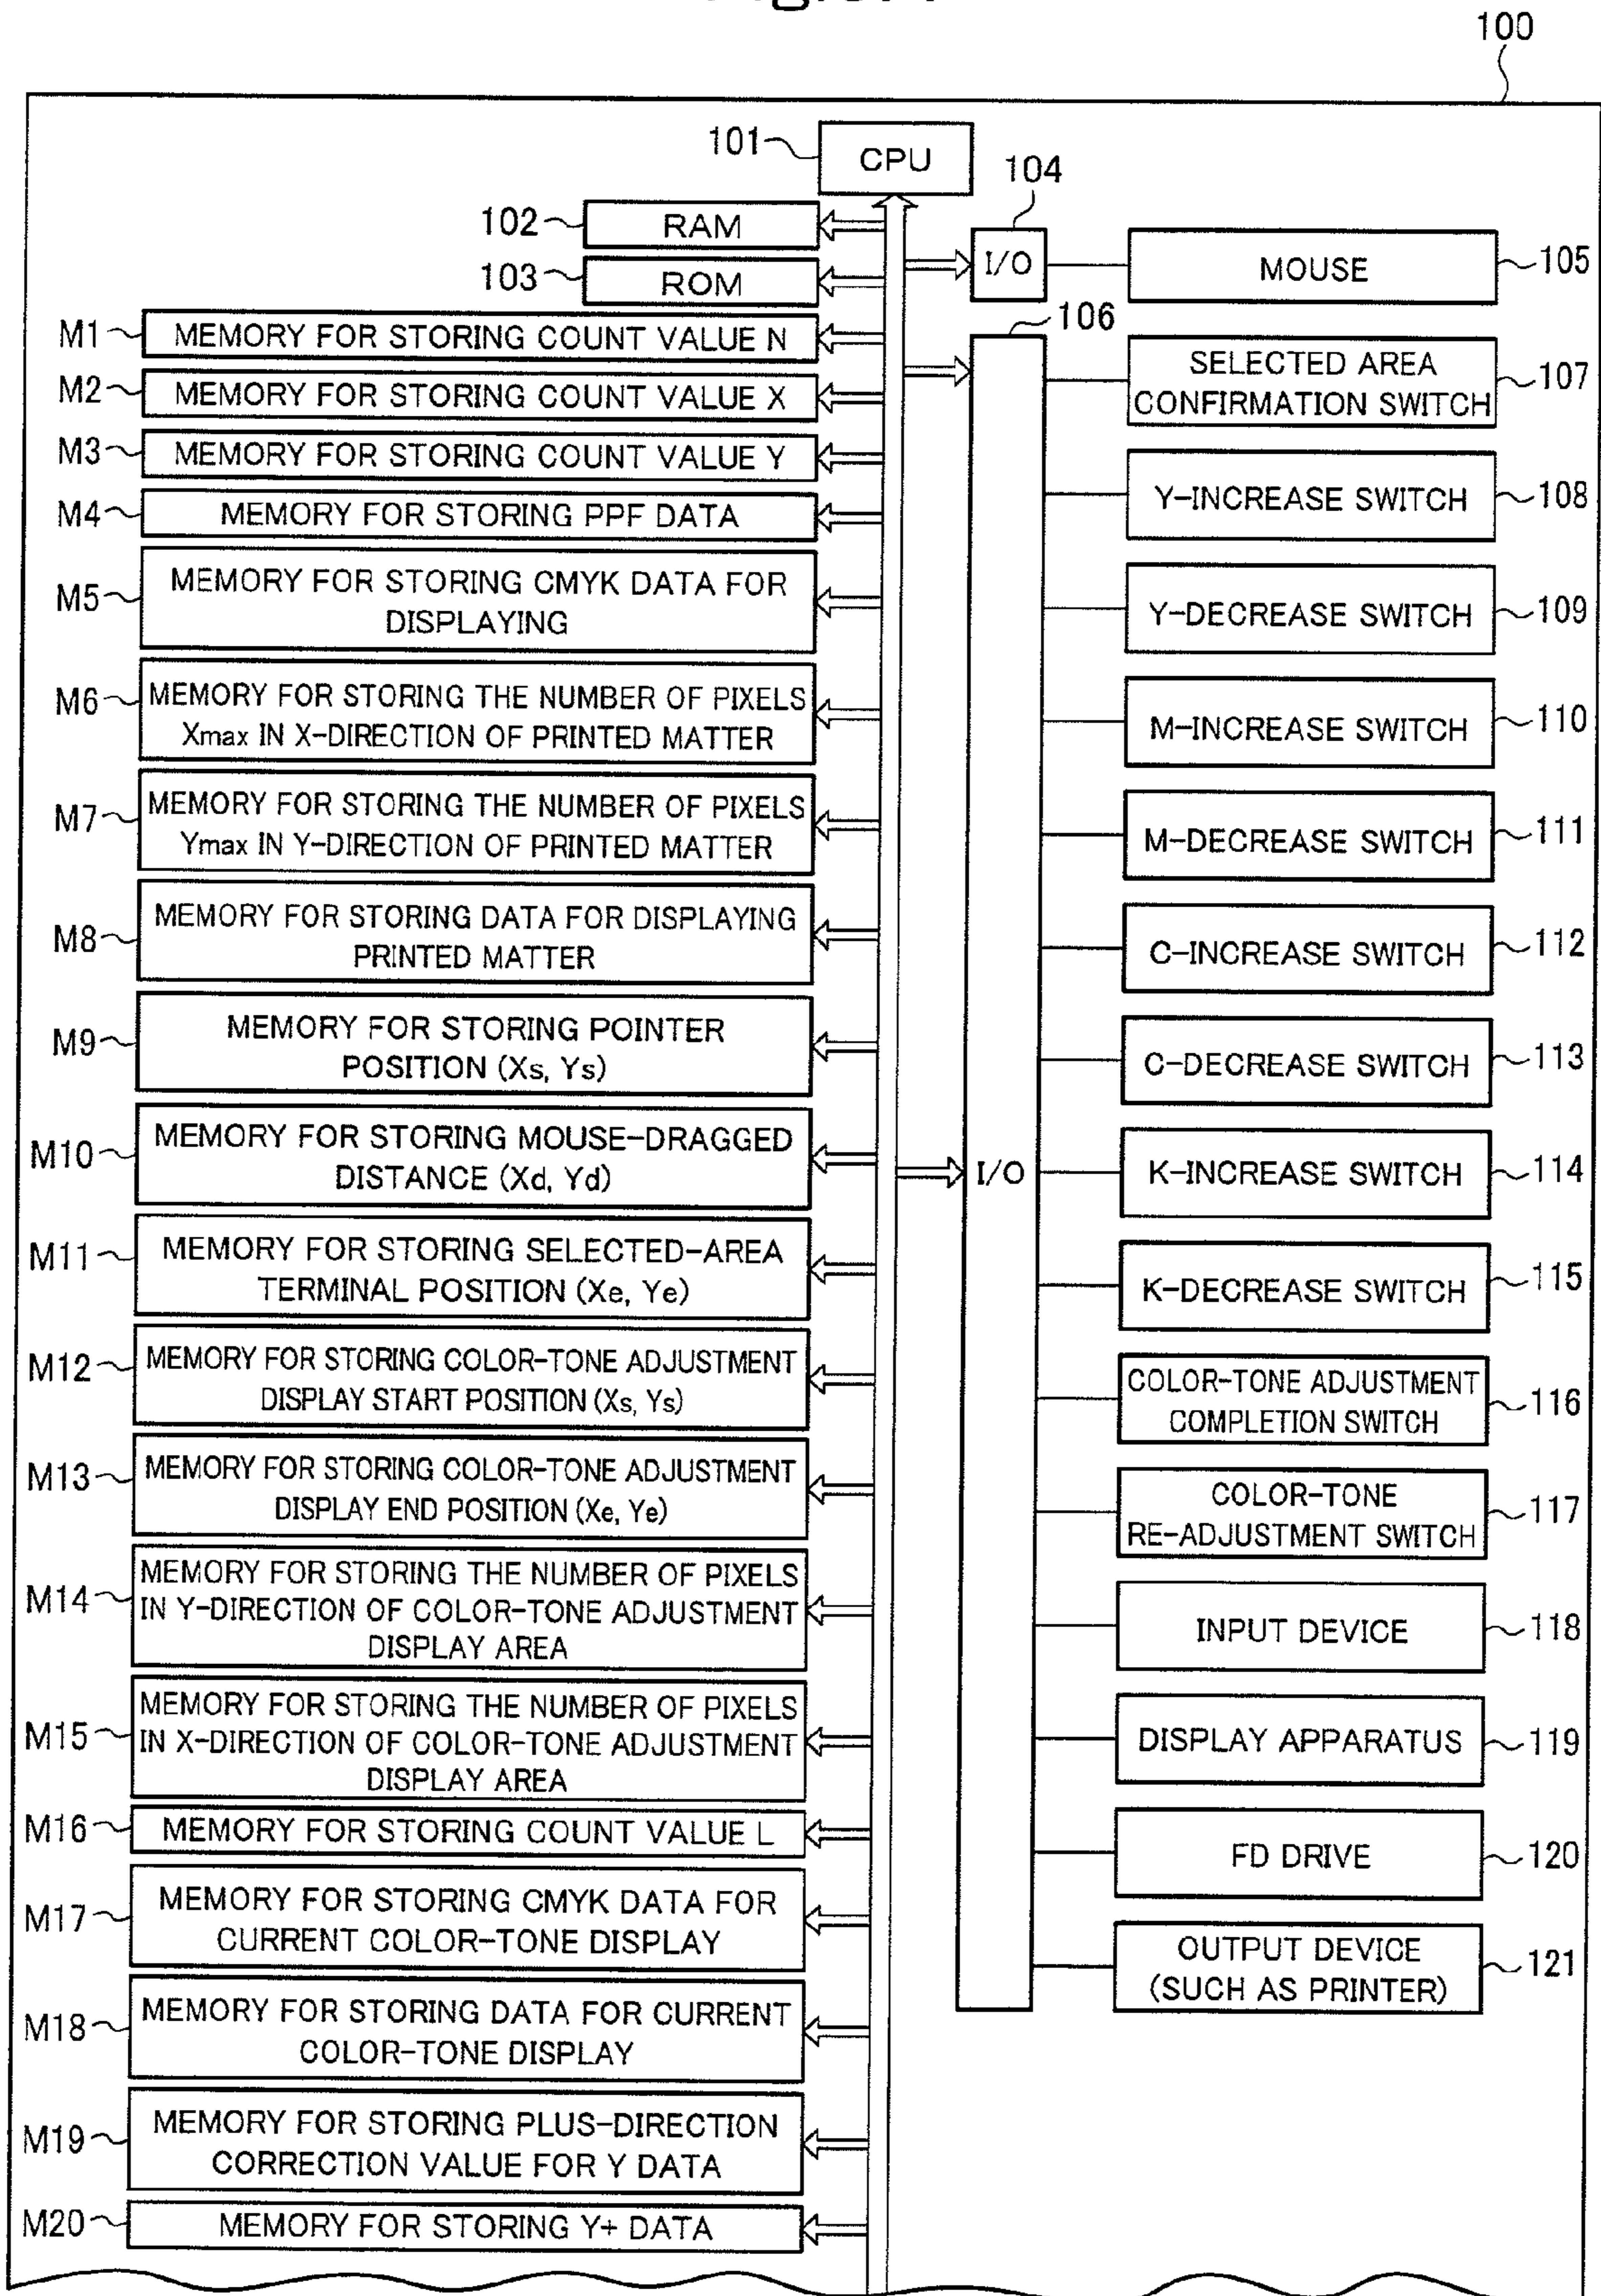 100
101
CPU
104
102
RAM
I/O
MOUSE
105
103
ROM
106
M1
MEMORY FOR STORING COUNT VALUE N
M2
MEMORY FOR STORING COUNT VALUE X
M3
MEMORY FOR STORING COUNT VALUE Y
M4
MEMORY FOR STORING PPF DATA
M5
MEMORY FOR STORING CMYK DATA FOR
DISPLAYING
M6
MEMORY FOR STORING THE NUMBER OF PIXELS
Xmax IN X-DIRECTION OF PRINTED MATTER
M7
MEMORY FOR STORING THE NUMBER OF PIXELS
Ymax IN Y-DIRECTION OF PRINTED MATTER
M8
MEMORY FOR STORING DATA FOR DISPLAYING
PRINTED MATTER
M9
MEMORY FOR STORING POINTER
POSITION (Xs, Ys)
M10
MEMORY FOR STORING MOUSE-DRAGGED
DISTANCE (Xd, Yd)
M11
MEMORY FOR STORING SELECTED-AREA
TERMINAL POSITION (Xe, Ye)
M12
MEMORY FOR STORING COLOR-TONE ADJUSTMENT
DISPLAY START POSITION (Xs, Ys)
M13
MEMORY FOR STORING COLOR-TONE ADJUSTMENT
DISPLAY END POSITION (Xe, Ye)
M14
MEMORY FOR STORING THE NUMBER OF PIXELS
IN Y-DIRECTION OF COLOR-TONE ADJUSTMENT
DISPLAY AREA
M15
MEMORY FOR STORING THE NUMBER OF PIXELS
IN X-DIRECTION OF COLOR-TONE ADJUSTMENT
DISPLAY AREA
M16
MEMORY FOR STORING COUNT VALUE L
M17
MEMORY FOR STORING CMYK DATA FOR
CURRENT COLOR-TONE DISPLAY
M18
MEMORY FOR STORING DATA FOR CURRENT
COLOR-TONE DISPLAY
M19
MEMORY FOR STORING PLUS-DIRECTION
CORRECTION VALUE FOR Y DATA
M20
MEMORY FOR STORING Y+ DATA
I/O
SELECTED AREA
CONFIRMATION SWITCH
107
Y-INCREASE SWITCH
108
Y-DECREASE SWITCH
109
M-INCREASE SWITCH
110
M-DECREASE SWITCH
111
C-INCREASE SWITCH
112
C-DECREASE SWITCH
113
K-INCREASE SWITCH
114
K-DECREASE SWITCH
115
COLOR-TONE ADJUSTMENT
COMPLETION SWITCH
116
COLOR-TONE
RE-ADJUSTMENT SWITCH
117
INPUT DEVICE
118
DISPLAY APPARATUS
119
FD DRIVE
120
OUTPUT DEVICE
(SUCH AS PRINTER)
121